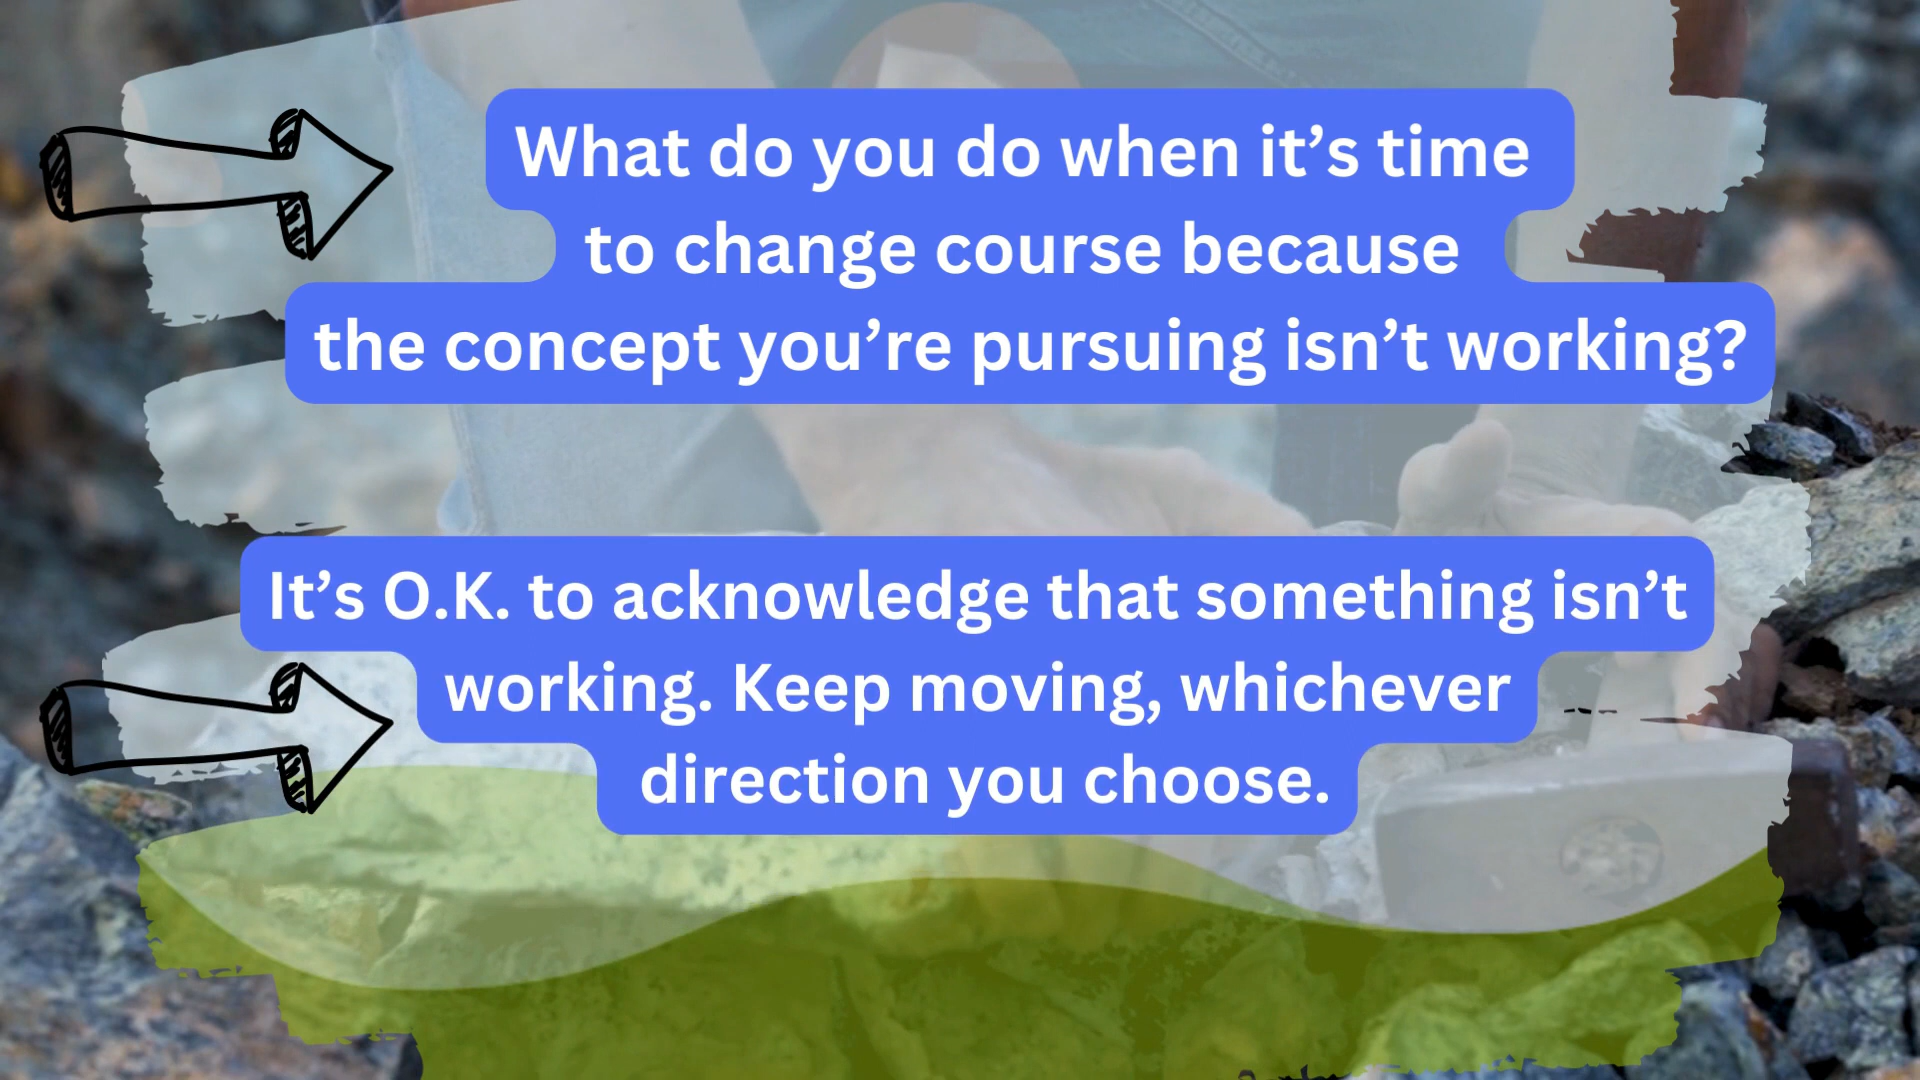 What do you do when it’s time
to change course because
the concept you’re pursuing isn’t working?
It’s O.K. to acknowledge that something isn’t
working. Keep moving, whichever
direction you choose.